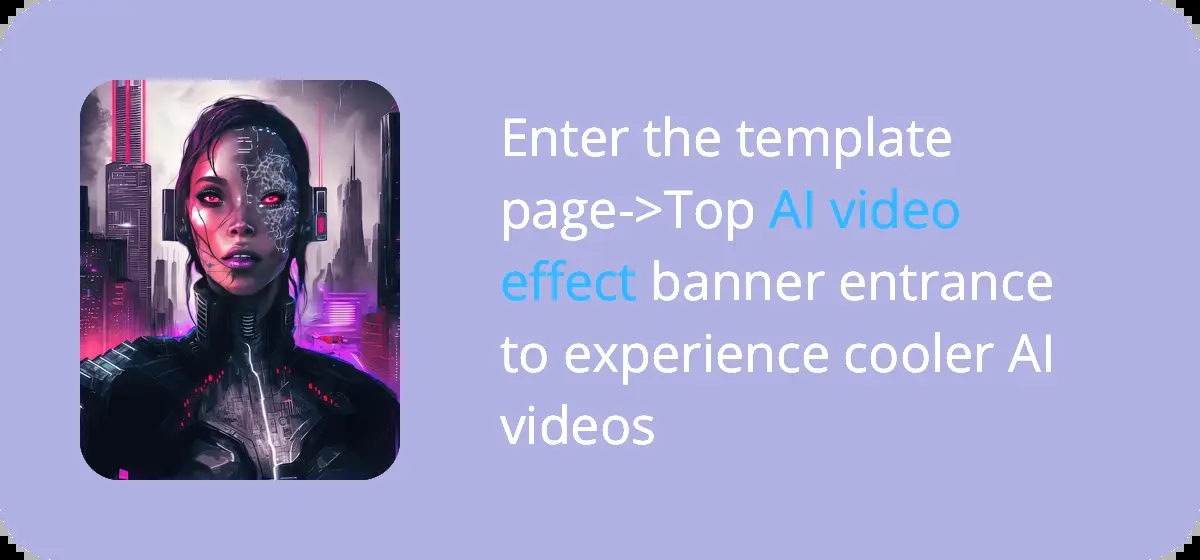 Enter the template
page->Top AI video
effect banner entrance
to experience cooler AI
videos